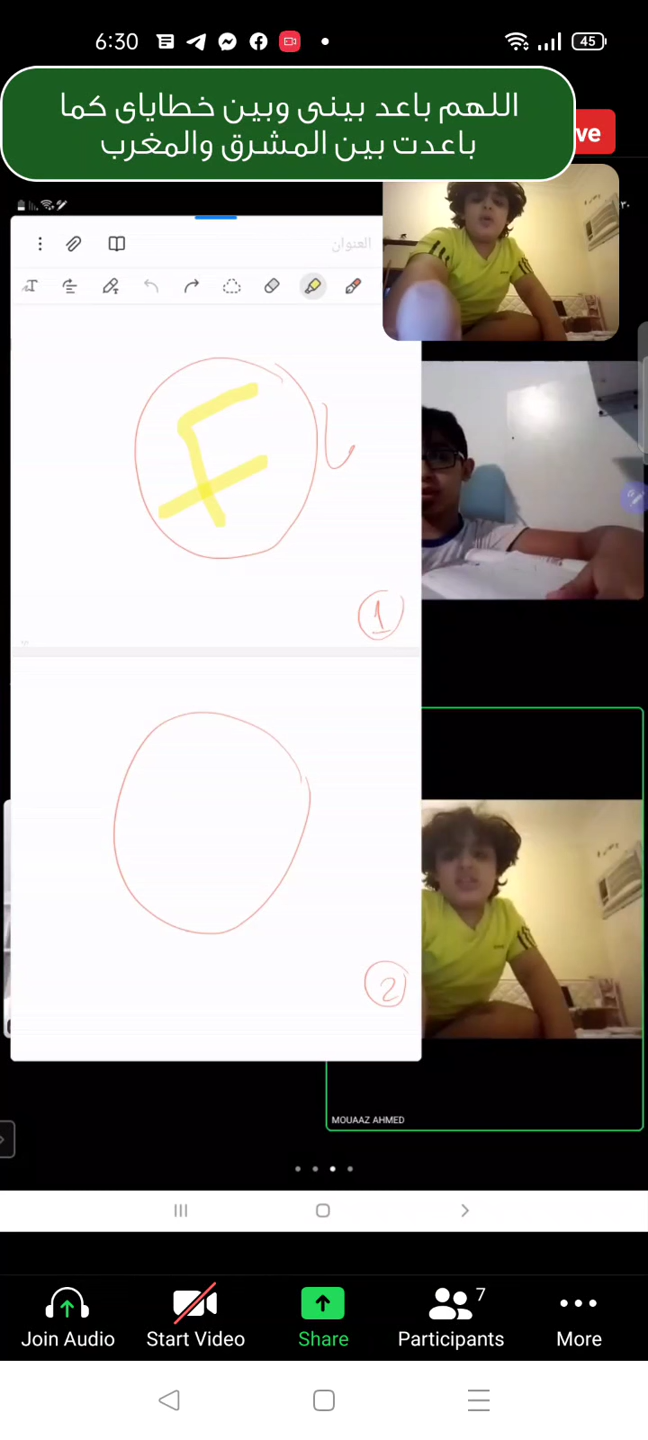 6:30
45
اللهم باعد بينى وبين خطاياى كما
باعدت بين المشرق والمغرب
ve
العنوان
F
1
2
MOUAAZ AHMED
7
Join Audio
Start Video
Share
Participants
More